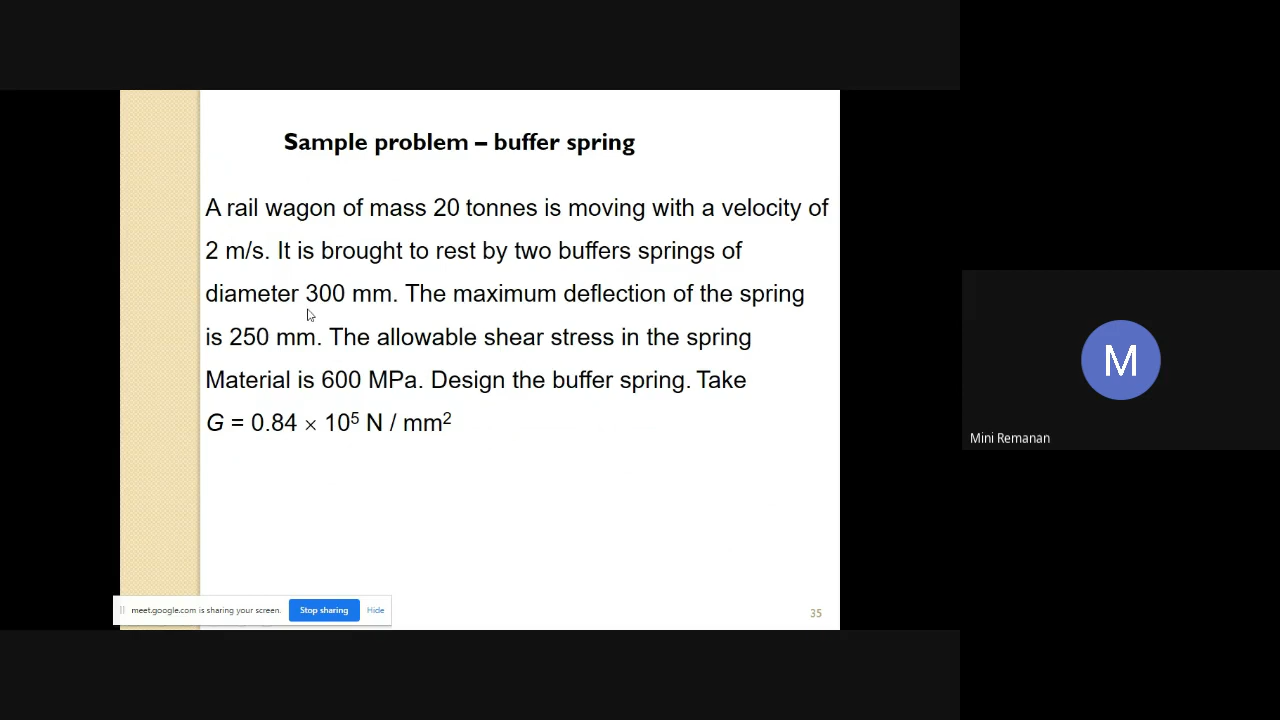 Sample problem – buffer spring
A rail wagon of mass 20 tonnes is moving with a velocity of
2 m/s. It is brought to rest by two buffers springs of
diameter 300 mm. The maximum deflection of the spring
is 250 mm. The allowable shear stress in the spring
Material is 600 MPa. Design the buffer spring. Take
G = 0.84 × 10⁵ N / mm²
M
Mini Remanan
meet.google.com is sharing your screen. Stop sharing Hide
35